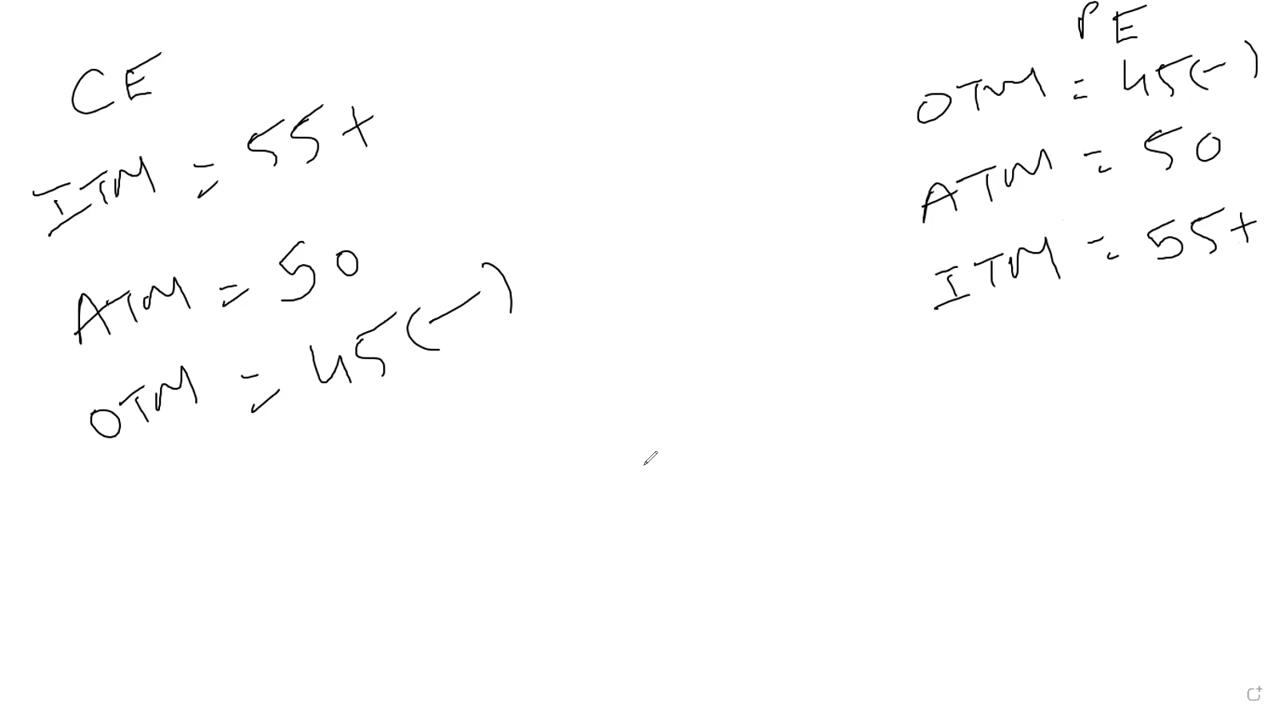 CE
ITM = 55+
ATM = 50
OTM = 45(-)
PE
OTM = 45(-)
ATM = 50
ITM = 55+